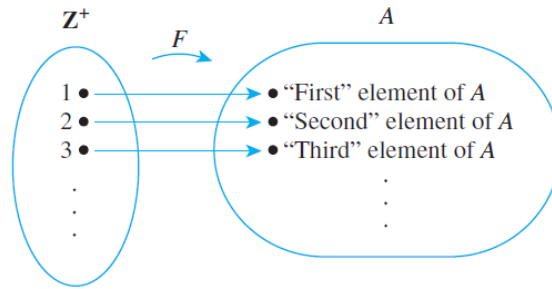 Z⁺
F
A
1 • • “First” element of A
2 • • “Second” element of A
3 • • “Third” element of A
. .
. .
. .